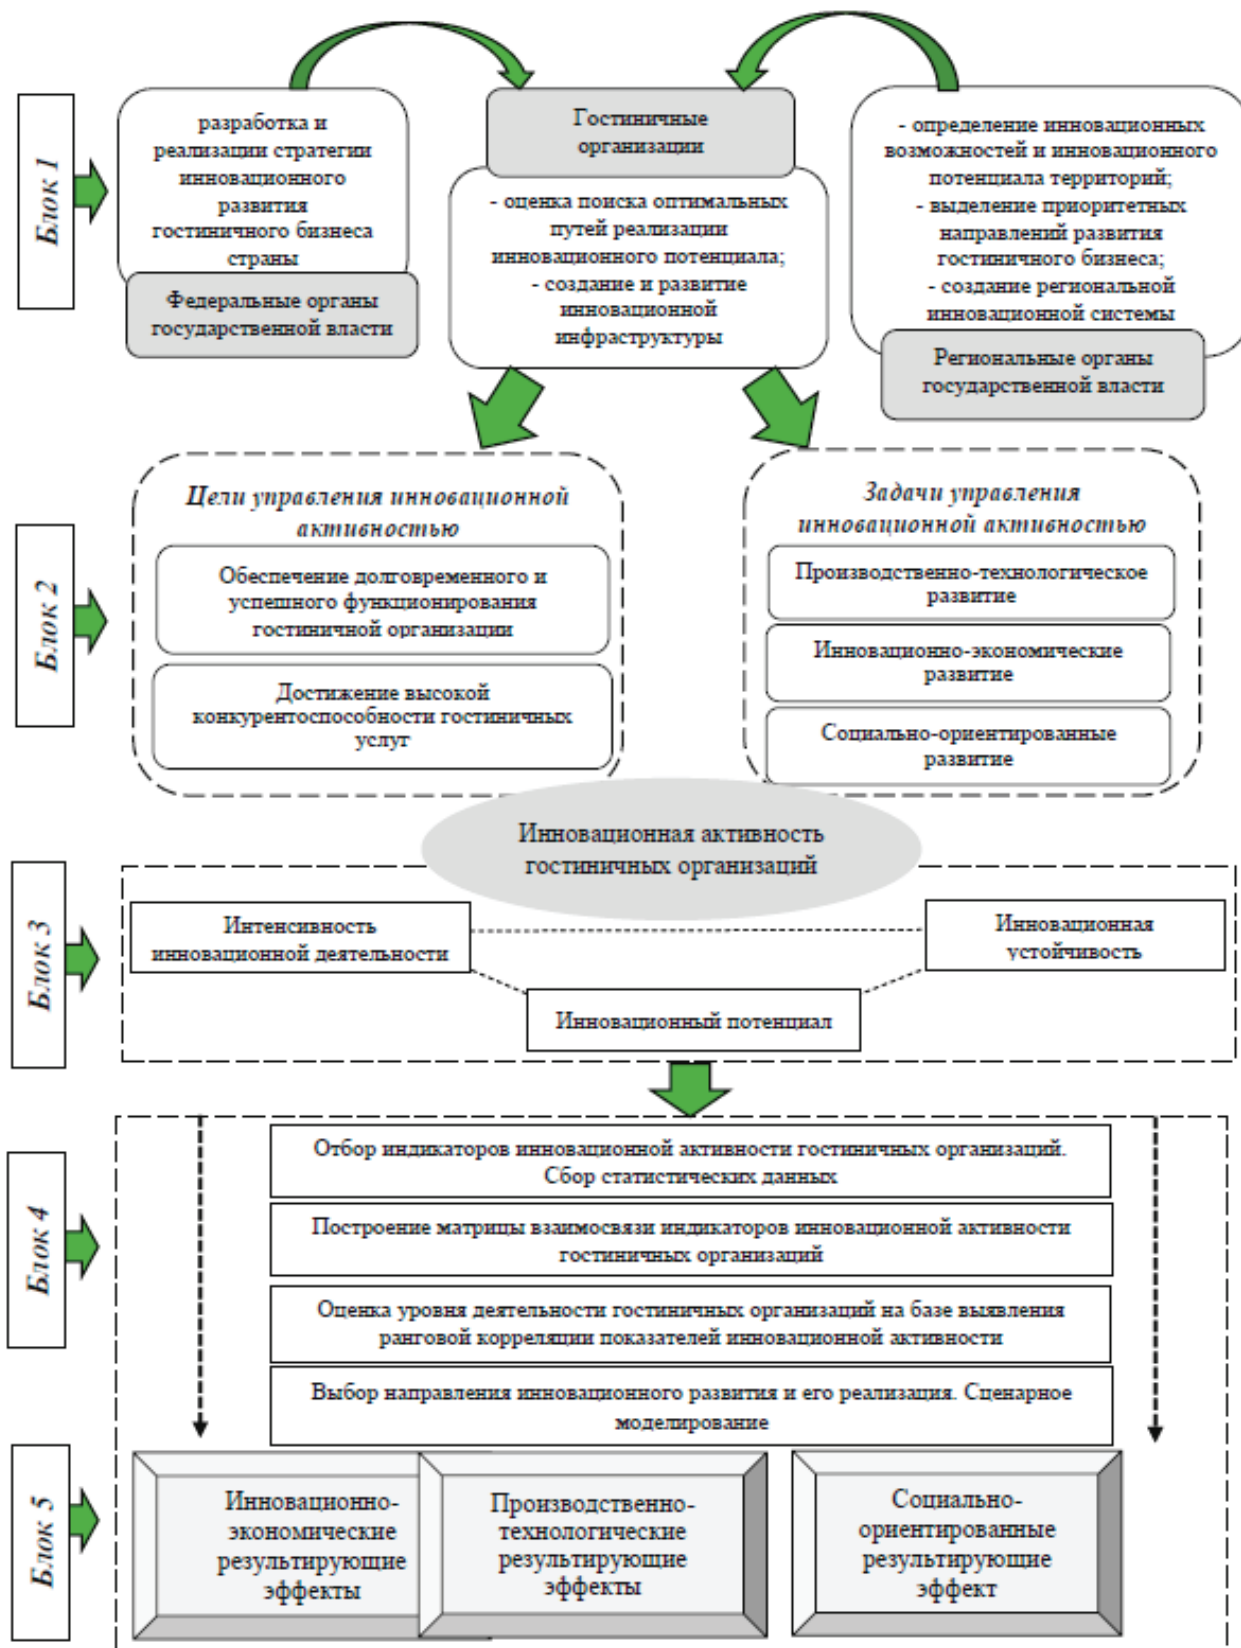 Блок 1
разработка и
реализации стратегии
инновационного
развития
гостиничного бизнеса
страны
Федеральные органы
государственной власти
Гостиничные
организации
- оценка поиска оптимальных
путей реализации
инновационного потенциала;
- создание и развитие
инновационной
инфраструктуры
- определение инновационных
возможностей и инновационного
потенциала территорий;
- выделение приоритетных
направлений развития
гостиничного бизнеса;
- создание региональной
инновационной системы
Региональные органы
государственной власти
Блок 2
Цели управления инновационной
активностью
Обеспечение долговременного и
успешного функционирования
гостиничной организации
Достижение высокой
конкурентоспособности гостиничных
услуг
Задачи управления
инновационной активностью
Производственно-технологическое
развитие
Инновационно-экономические
развитие
Социально-ориентированные
развитие
Инновационная активность
гостиничных организаций
Блок 3
Интенсивность
инновационной деятельности
Инновационная
устойчивость
Инновационный потенциал
Блок 4
Отбор индикаторов инновационной активности гостиничных организаций.
Сбор статистических данных
Построение матрицы взаимосвязи индикаторов инновационной активности
гостиничных организаций
Оценка уровня деятельности гостиничных организаций на базе выявления
ранговой корреляции показателей инновационной активности
Выбор направления инновационного развития и его реализация. Сценарное
моделирование
Блок 5
Инновационно-
экономические
результирующие
эффекты
Производственно-
технологические
результирующие
эффекты
Социально-
ориентированные
результирующие
эффект